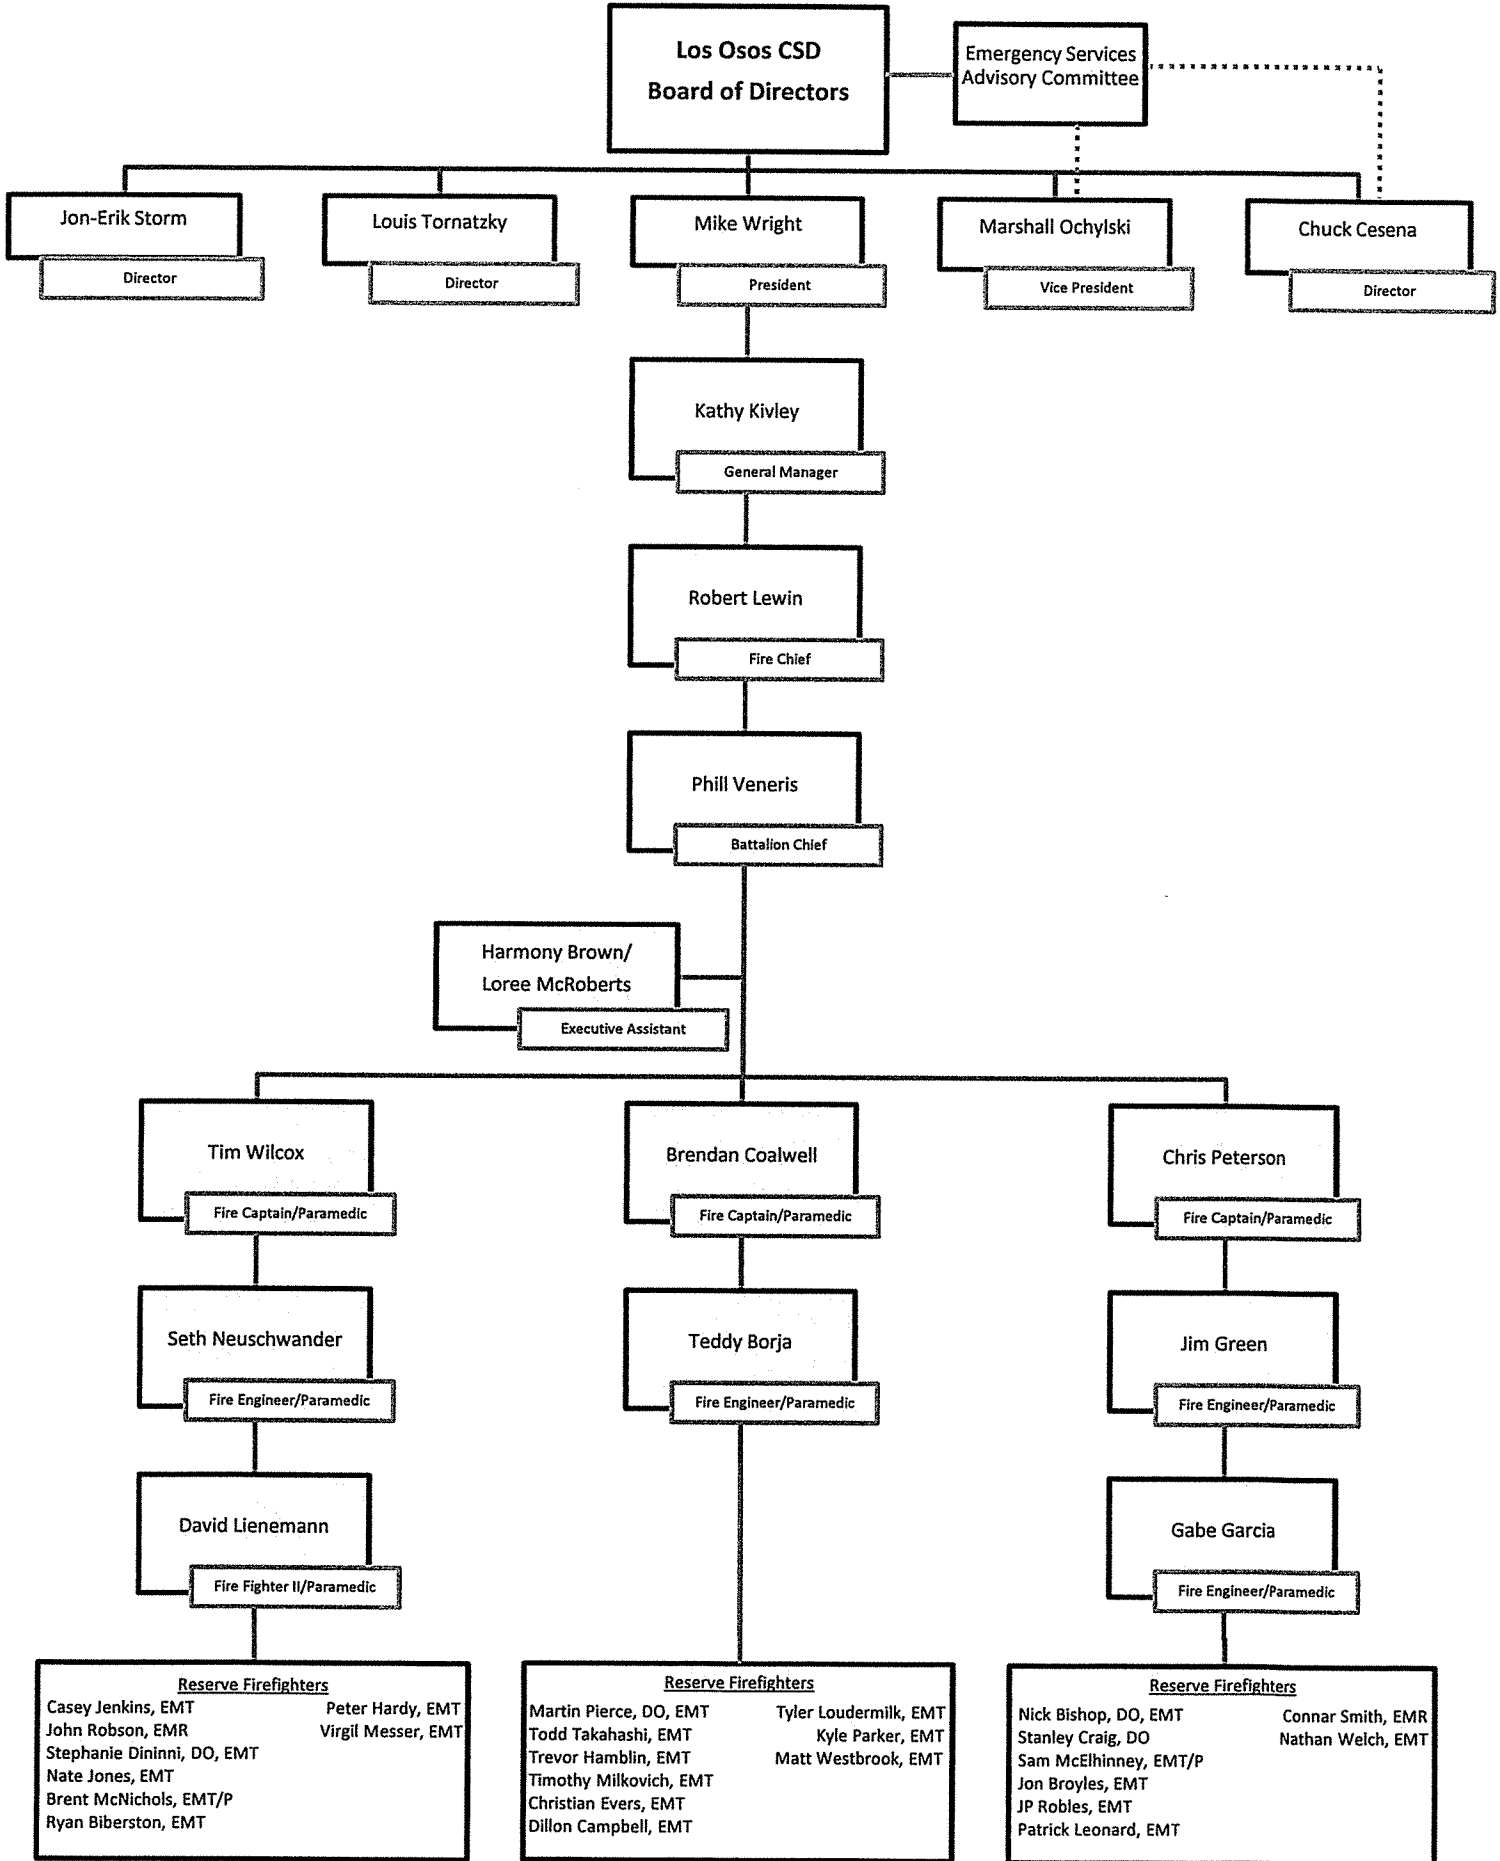 Los Osos CSD
Board of Directors
Emergency Services
Advisory Committee
Jon-Erik Storm
Director
Louis Tornatzky
Director
Mike Wright
President
Marshall Ochylski
Vice President
Chuck Cesena
Director
Kathy Kivley
General Manager
Robert Lewin
Fire Chief
Phill Veneris
Battalion Chief
Harmony Brown/
Loree McRoberts
Executive Assistant
Tim Wilcox
Fire Captain/Paramedic
Brendan Coalwell
Fire Captain/Paramedic
Chris Peterson
Fire Captain/Paramedic
Seth Neuschwander
Fire Engineer/Paramedic
Teddy Borja
Fire Engineer/Paramedic
Jim Green
Fire Engineer/Paramedic
David Lienemann
Fire Fighter II/Paramedic
Gabe Garcia
Fire Engineer/Paramedic
Reserve Firefighters
Casey Jenkins, EMT
John Robson, EMR
Stephanie Dininni, DO, EMT
Nate Jones, EMT
Brent McNichols, EMT/P
Ryan Biberston, EMT
Peter Hardy, EMT
Virgil Messer, EMT
Reserve Firefighters
Martin Pierce, DO, EMT
Todd Takahashi, EMT
Trevor Hamblin, EMT
Timothy Milkovich, EMT
Christian Evers, EMT
Dillon Campbell, EMT
Tyler Loudermilk, EMT
Kyle Parker, EMT
Matt Westbrook, EMT
Reserve Firefighters
Nick Bishop, DO, EMT
Stanley Craig, DO
Sam McElhinney, EMT/P
Jon Broyles, EMT
JP Robles, EMT
Patrick Leonard, EMT
Connar Smith, EMR
Nathan Welch, EMT